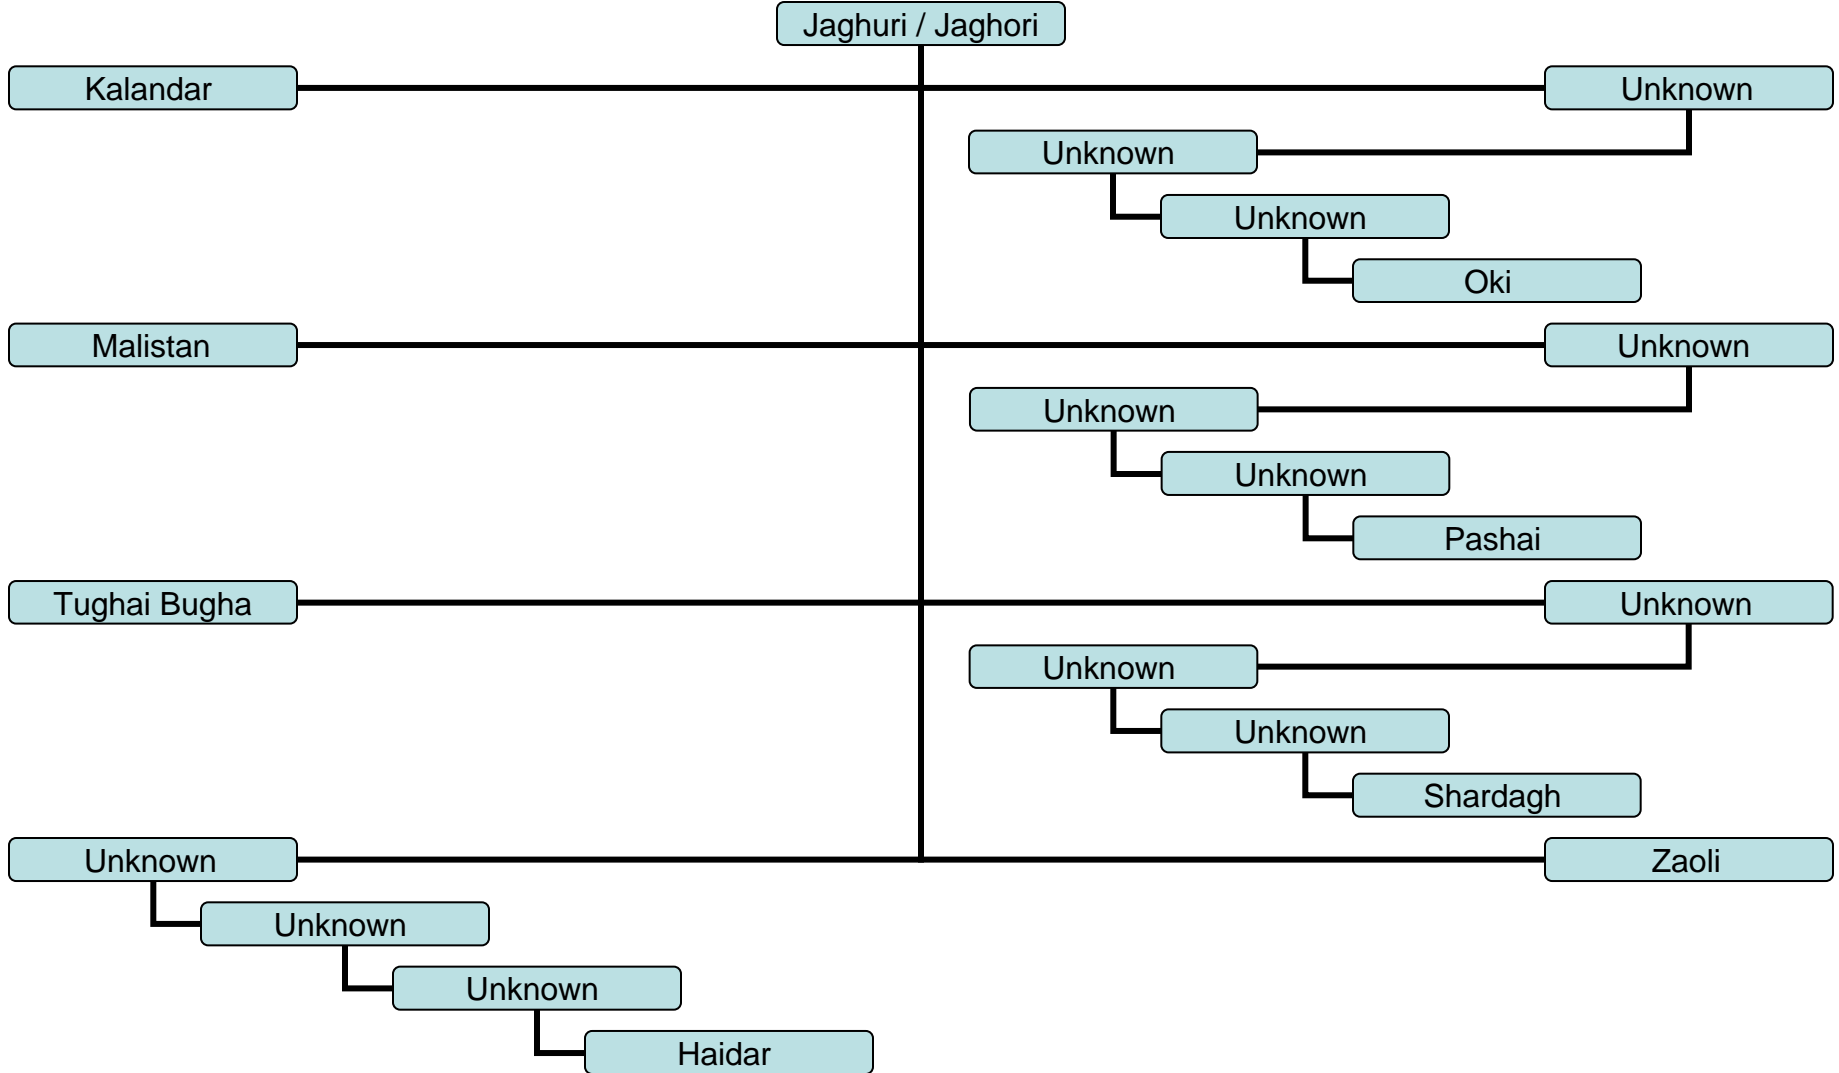 Jaghuri / Jaghori
Kalandar
Unknown
Unknown
Unknown
Oki
Malistan
Unknown
Unknown
Unknown
Pashai
Tughai Bugha
Unknown
Unknown
Unknown
Shardagh
Unknown
Zaoli
Unknown
Unknown
Haidar